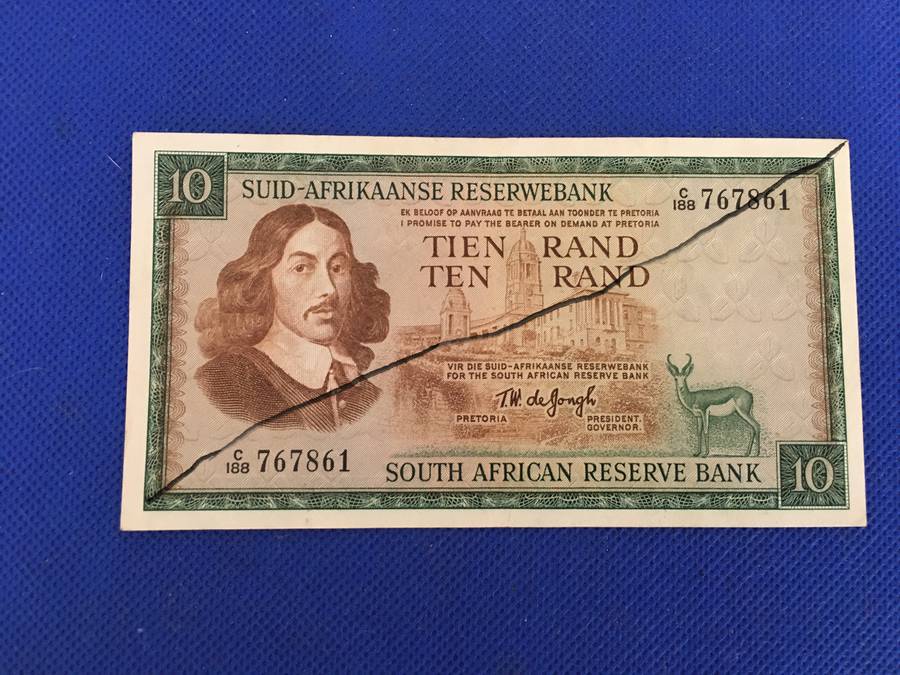 10
SUID-AFRIKAANSE RESERWEBANK
C/188 767861
EK BELOOF OP AANVRAAG TE BETAAL AAN TOONDER TE PRETORIA
I PROMISE TO PAY THE BEARER ON DEMAND AT PRETORIA
TIEN RAND
TEN RAND
VIR DIE SUID-AFRIKAANSE RESERWEBANK
FOR THE SOUTH AFRICAN RESERVE BANK
T.W. de Jongh
PRETORIA
PRESIDENT.
GOVERNOR.
C/188 767861
SOUTH AFRICAN RESERVE BANK
10